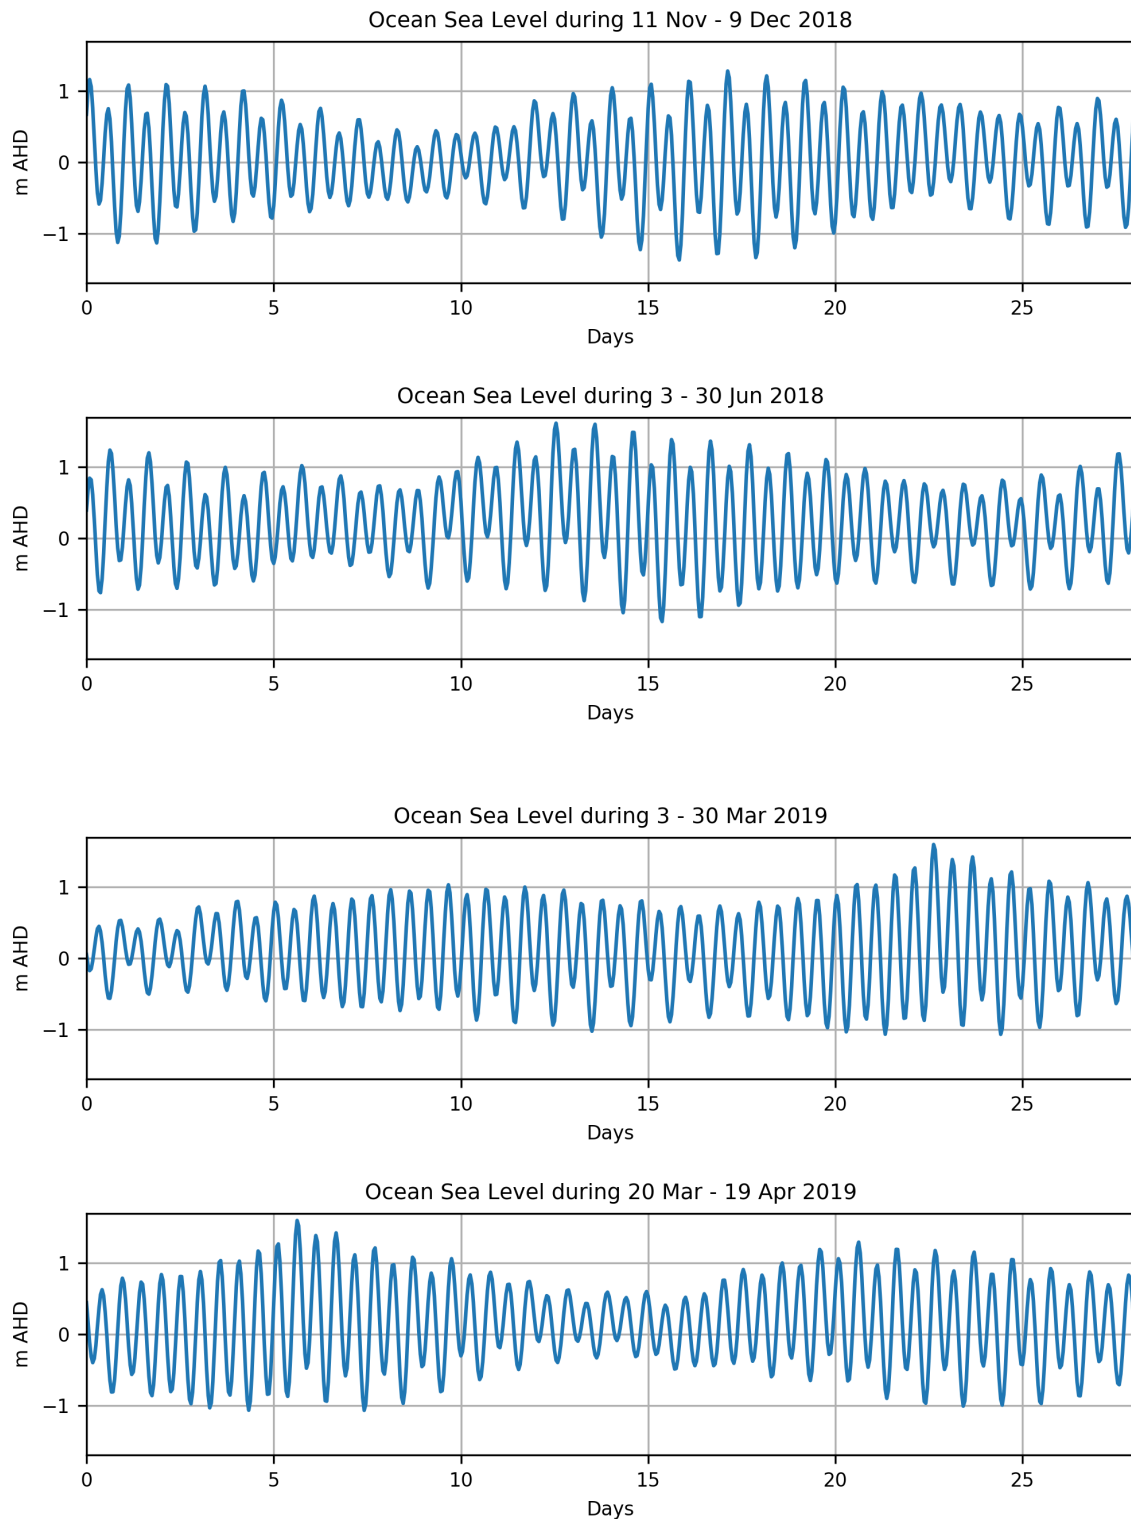 Ocean Sea Level during 11 Nov - 9 Dec 2018
m AHD
1
0
−1
0 5 10 15 20 25
Days
Ocean Sea Level during 3 - 30 Jun 2018
m AHD
1
0
−1
0 5 10 15 20 25
Days
Ocean Sea Level during 3 - 30 Mar 2019
m AHD
1
0
−1
0 5 10 15 20 25
Days
Ocean Sea Level during 20 Mar - 19 Apr 2019
m AHD
1
0
−1
0 5 10 15 20 25
Days